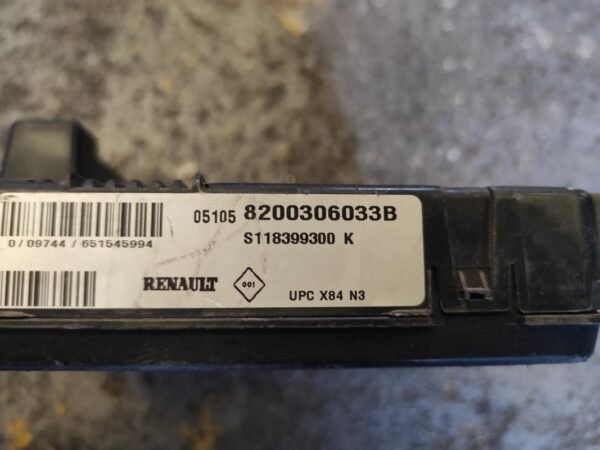 05105 8200306033B
S118399300 K
0/09744/651545994
RENAULT 001 UPC X84 N3